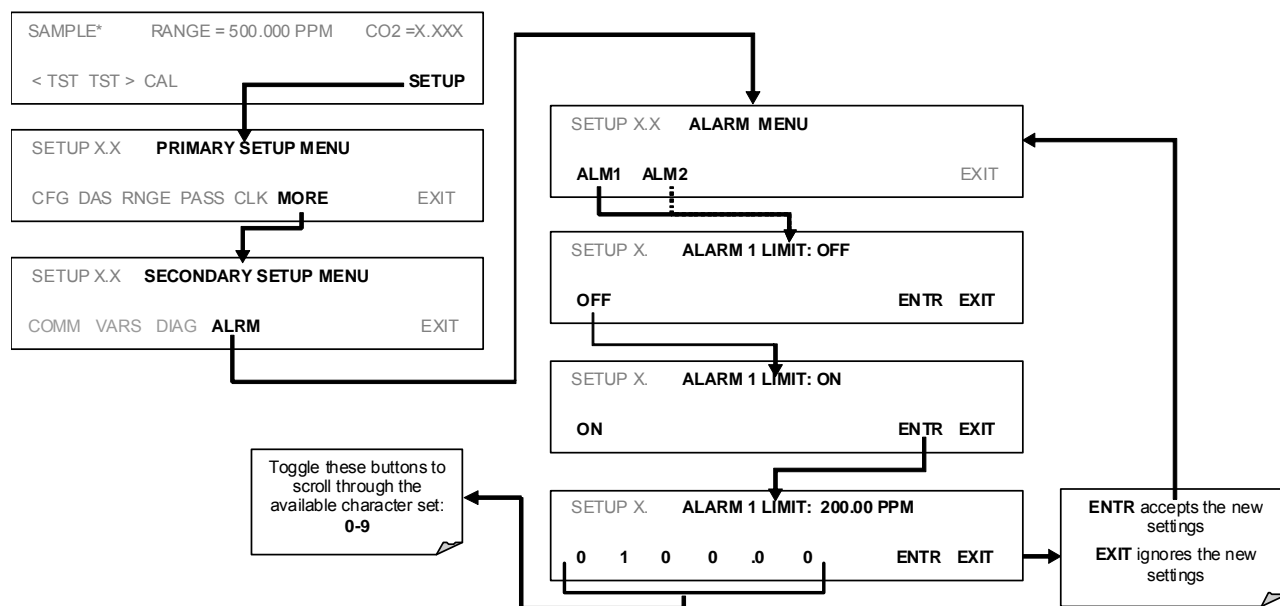 SAMPLE* RANGE = 500.000 PPM CO2 =X.XXX
< TST TST > CAL SETUP
SETUP X.X PRIMARY SETUP MENU
CFG DAS RNGE PASS CLK MORE EXIT
SETUP X.X SECONDARY SETUP MENU
COMM VARS DIAG ALRM EXIT
SETUP X.X ALARM MENU
ALM1 ALM2 EXIT
SETUP X. ALARM 1 LIMIT: OFF
OFF ENTR EXIT
SETUP X. ALARM 1 LIMIT: ON
ON ENTR EXIT
SETUP X. ALARM 1 LIMIT: 200.00 PPM
0 1 0 0 .0 0 ENTR EXIT
Toggle these buttons to
scroll through the
available character set:
0-9
ENTR accepts the new
settings
EXIT ignores the new
settings